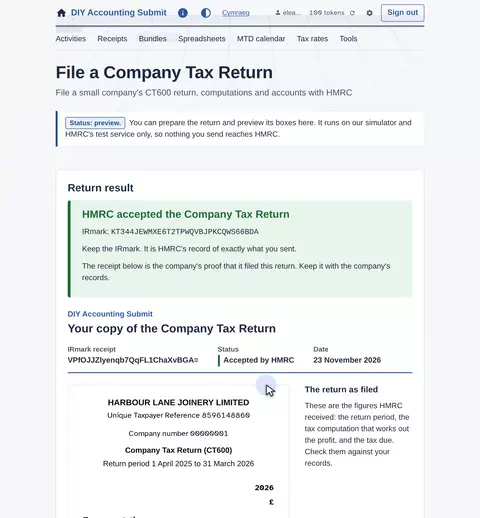 DIY Accounting Submit
Cymraeg
elea...
100 tokens
Sign out
Activities Receipts Bundles Spreadsheets MTD calendar Tax rates Tools
File a Company Tax Return
File a small company's CT600 return, computations and accounts with HMRC
Status: preview. You can prepare the return and preview its boxes here. It runs on our simulator and
HMRC's test service only, so nothing you send reaches HMRC.
Return result
HMRC accepted the Company Tax Return
IRmark: KT344JEWMXE6T2TPWQVBJPKCQWS66BDA
Keep the IRmark. It is HMRC's record of exactly what you sent.
The receipt below is the company's proof that it filed this return. Keep it with the company's
records.
DIY Accounting Submit
Your copy of the Company Tax Return
IRmark receipt Status Date
VPfOJJZlyenqb7QqFL1ChaXvBGA= Accepted by HMRC 23 November 2026
HARBOUR LANE JOINERY LIMITED
Unique Taxpayer Reference 8596148860
Company number 00000001
Company Tax Return (CT600)
Return period 1 April 2025 to 31 March 2026
2026
£
The return as filed
These are the figures HMRC
received: the return period, the
tax computation that works out
the profit, and the tax due.
Check them against your
records.